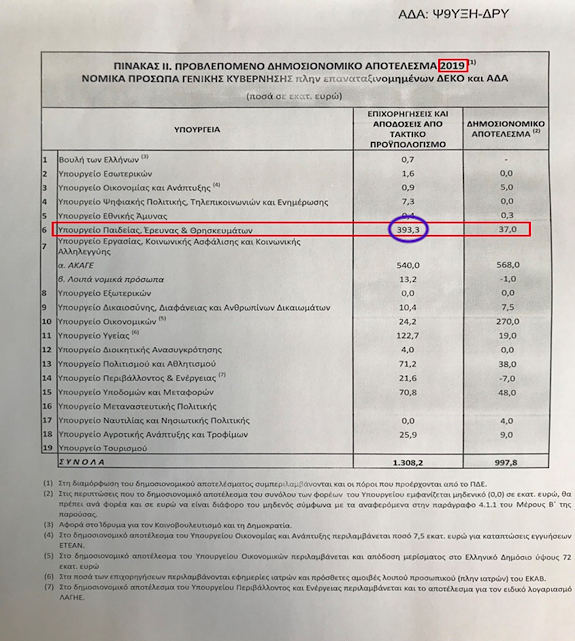 ΑΔΑ: Ψ9ΥΞΗ-ΔΡΥ
ΠΙΝΑΚΑΣ ΙΙ. ΠΡΟΒΛΕΠΟΜΕΝΟ ΔΗΜΟΣΙΟΝΟΜΙΚΟ ΑΠΟΤΕΛΕΣΜΑ 2019 (1)
ΝΟΜΙΚΑ ΠΡΟΣΩΠΑ ΓΕΝΙΚΗΣ ΚΥΒΕΡΝΗΣΗΣ πλην επαναταξινομημένων ΔΕΚΟ και ΑΔΑ
(ποσά σε εκατ. ευρώ)
ΥΠΟΥΡΓΕΙΑ ΕΠΙΧΟΡΗΓΗΣΕΙΣ ΚΑΙ ΑΠΟΔΟΣΕΙΣ ΑΠΟ ΤΑΚΤΙΚΟ ΠΡΟΫΠΟΛΟΓΙΣΜΟ ΔΗΜΟΣΙΟΝΟΜΙΚΟ ΑΠΟΤΕΛΕΣΜΑ (2)
1 Βουλή των Ελλήνων (3) 0,7 -
2 Υπουργείο Εσωτερικών 1,6 0,0
3 Υπουργείο Οικονομίας και Ανάπτυξης (4) 0,9 5,0
4 Υπουργείο Ψηφιακής Πολιτικής, Τηλεπικοινωνιών και Ενημέρωσης 7,3 0,0
5 Υπουργείο Εθνικής Άμυνας 0,4 0,3
6 Υπουργείο Παιδείας, Έρευνας & Θρησκευμάτων 393,3 37,0
7 Υπουργείο Εργασίας, Κοινωνικής Ασφάλισης και Κοινωνικής
Αλληλεγγύης
α. ΑΚΑΓΕ 540,0 568,0
β. Λοιπά νομικά πρόσωπα 13,2 -1,0
8 Υπουργείο Εξωτερικών 0,0 0,0
9 Υπουργείο Δικαιοσύνης, Διαφάνειας και Ανθρωπίνων Δικαιωμάτων 10,4 7,5
10 Υπουργείο Οικονομικών (5) 24,2 270,0
11 Υπουργείο Υγείας (6) 122,7 19,0
12 Υπουργείο Διοικητικής Ανασυγκρότησης 4,0 0,0
13 Υπουργείο Πολιτισμού και Αθλητισμού 71,2 38,0
14 Υπουργείο Περιβάλλοντος & Ενέργειας (7) 21,6 -7,0
15 Υπουργείο Υποδομών και Μεταφορών 70,8 48,0
16 Υπουργείο Μεταναστευτικής Πολιτικής
17 Υπουργείο Ναυτιλίας και Νησιωτικής Πολιτικής 0,0 4,0
18 Υπουργείο Αγροτικής Ανάπτυξης και Τροφίμων 25,9 9,0
19 Υπουργείο Τουρισμού
ΣΥΝΟΛΑ 1.308,2 997,8
(1) Στη διαμόρφωση του δημοσιονομικού αποτελέσματος συμπεριλαμβάνονται και οι πόροι που προέρχονται από το ΠΔΕ.
(2) Στις περιπτώσεις που το δημοσιονομικό αποτέλεσμα του συνόλου των φορέων του Υπουργείου εμφανίζεται μηδενικό (0,0) σε εκατ. ευρώ, θα
πρέπει ανά φορέα και σε ευρώ να είναι διάφορο του μηδενός σύμφωνα με τα αναφερόμενα στην παράγραφο 4.1.1 του Μέρους Β΄ της
παρούσας.
(3) Αφορά στο Ίδρυμα για τον Κοινοβουλευτισμό και τη Δημοκρατία.
(4) Στο δημοσιονομικό αποτέλεσμα του Υπουργείου Οικονομίας και Ανάπτυξης περιλαμβάνεται ποσό 7,5 εκατ. ευρώ για καταπτώσεις εγγυήσεων
ΕΤΕΑΝ.
(5) Στο δημοσιονομικό αποτέλεσμα του Υπουργείου Οικονομικών περιλαμβάνεται και απόδοση μερίσματος στο Ελληνικό Δημόσιο ύψους 72
εκατ. ευρώ
(6) Στα ποσά των επιχορηγήσεων περιλαμβάνονται εφημερίες ιατρών και πρόσθετες αμοιβές λοιπού προσωπικού (πλην ιατρών) του ΕΚΑΒ.
(7) Στο δημοσιονομικό αποτέλεσμα του Υπουργείου Περιβάλλοντος και Ενέργειας περιλαμβάνεται και το αποτέλεσμα για τον ειδικό λογαριασμό
ΛΑΓΗΕ.